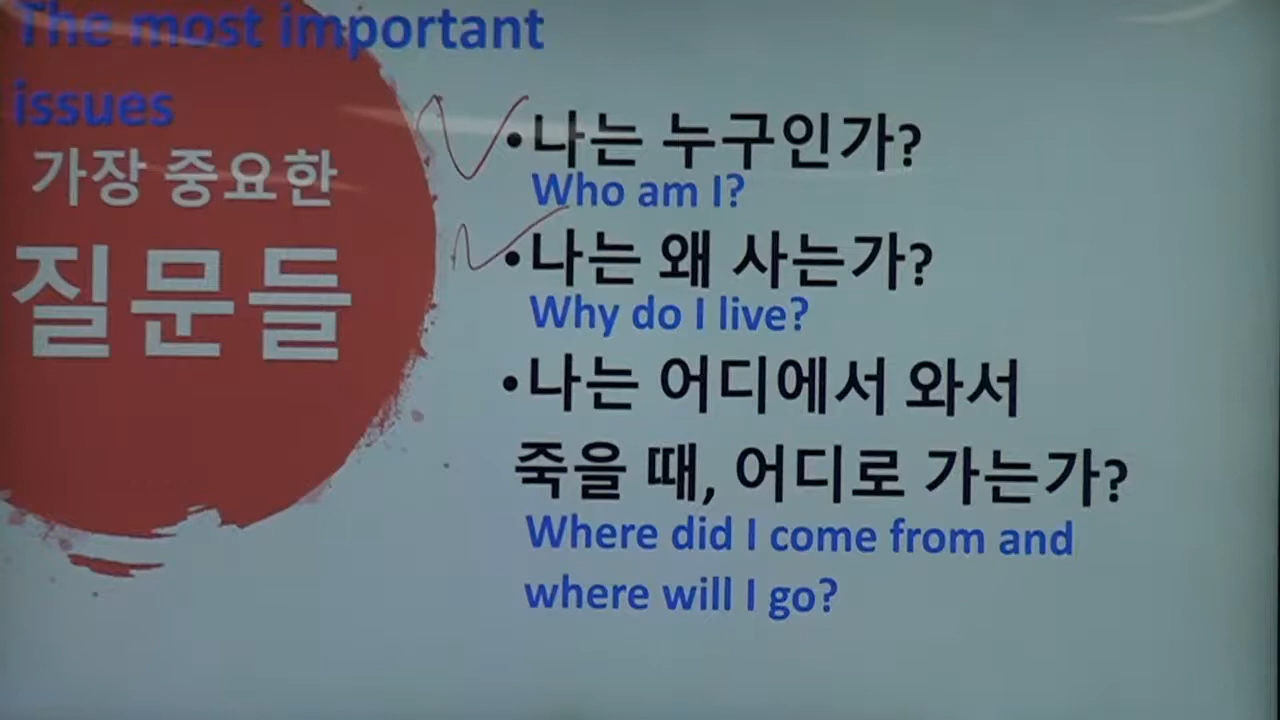 The most important
issues
가장 중요한
질문들
•나는 누구인가?
Who am I?
•나는 왜 사는가?
Why do I live?
•나는 어디에서 와서
죽을 때, 어디로 가는가?
Where did I come from and
where will I go?